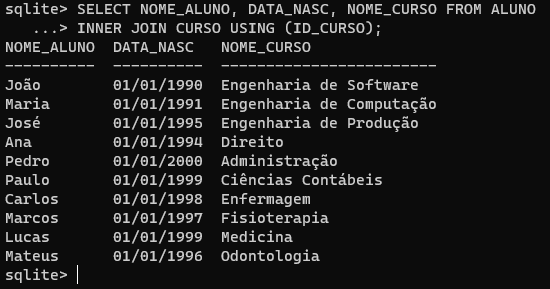 sqlite> SELECT NOME_ALUNO, DATA_NASC, NOME_CURSO FROM ALUNO
   ...> INNER JOIN CURSO USING (ID_CURSO);
NOME_ALUNO  DATA_NASC   NOME_CURSO
----------  ----------  ------------------------
João        01/01/1990  Engenharia de Software
Maria       01/01/1991  Engenharia de Computação
José        01/01/1995  Engenharia de Produção
Ana         01/01/1994  Direito
Pedro       01/01/2000  Administração
Paulo       01/01/1999  Ciências Contábeis
Carlos      01/01/1998  Enfermagem
Marcos      01/01/1997  Fisioterapia
Lucas       01/01/1999  Medicina
Mateus      01/01/1996  Odontologia
sqlite>